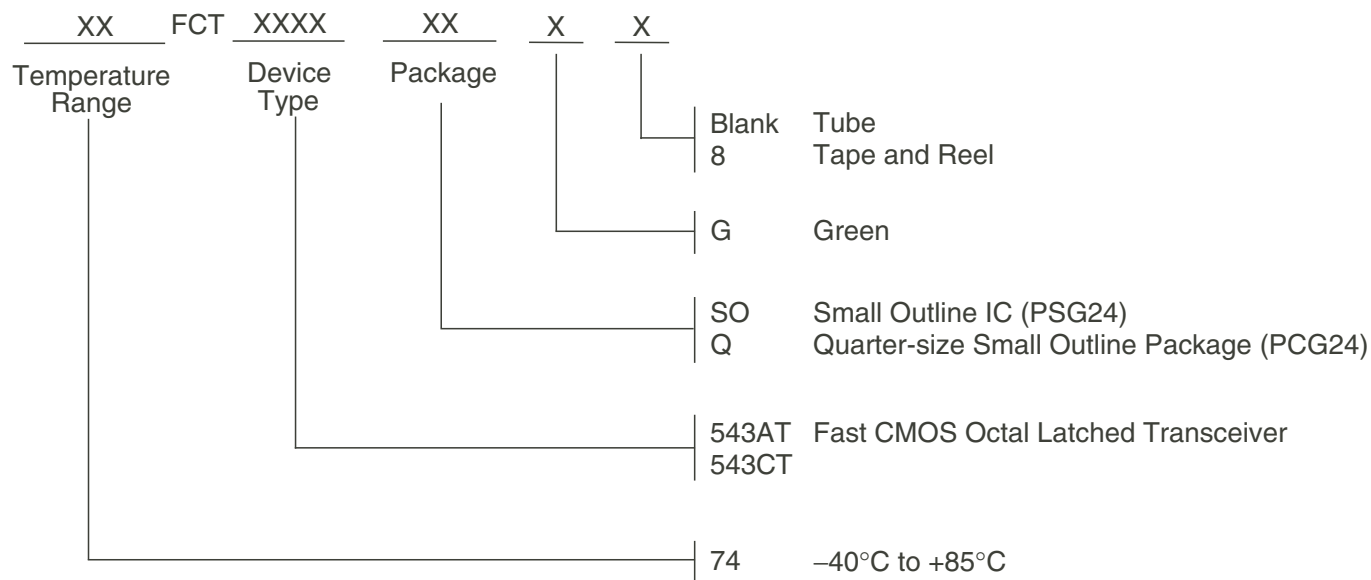 XX FCT XXXX XX X X
Temperature Range
Device Type
Package
Blank Tube
8 Tape and Reel
G Green
SO Small Outline IC (PSG24)
Q Quarter-size Small Outline Package (PCG24)
543AT Fast CMOS Octal Latched Transceiver
543CT
74 –40°C to +85°C